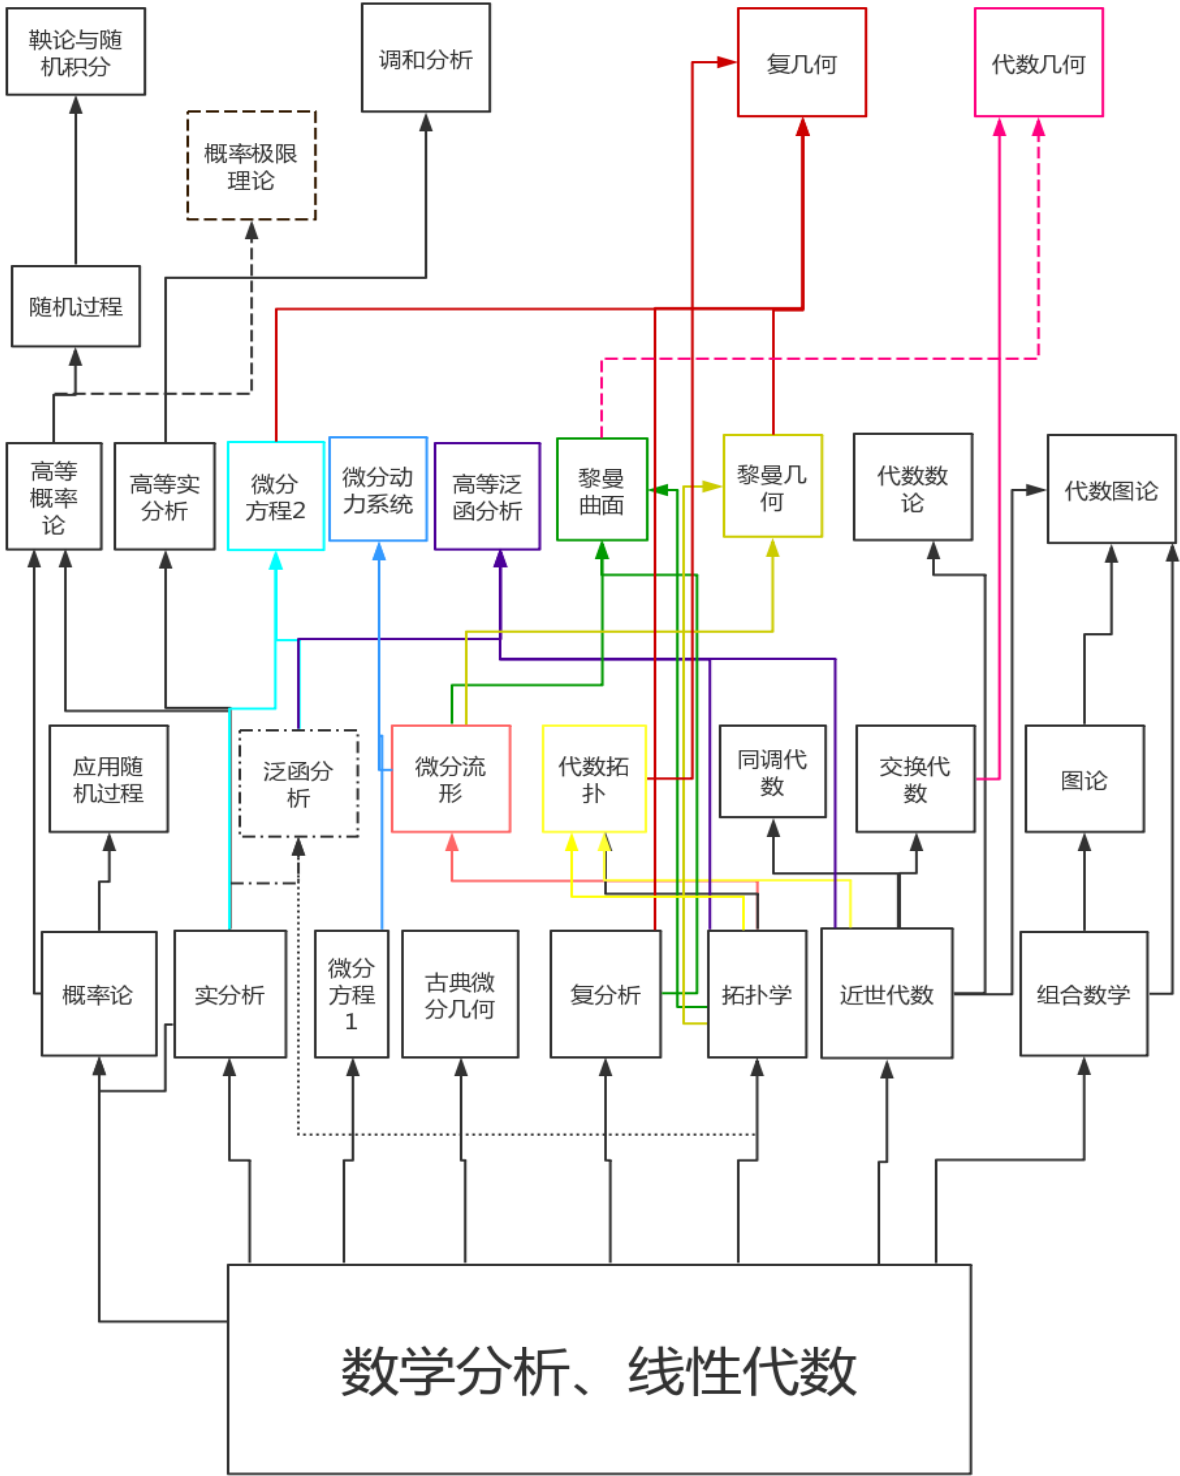 鞅论与随
机积分
调和分析
复几何
代数几何
概率极限
理论
随机过程
高等
概率
论
高等实
分析
微分
方程2
微分动
力系统
高等泛
函分析
黎曼
曲面
黎曼几
何
代数数
论
代数图论
应用随
机过程
泛函分
析
微分流
形
代数拓
扑
同调代
数
交换代
数
图论
概率论
实分析
微分
方程
1
古典微
分几何
复分析
拓扑学
近世代数
组合数学
数学分析、线性代数